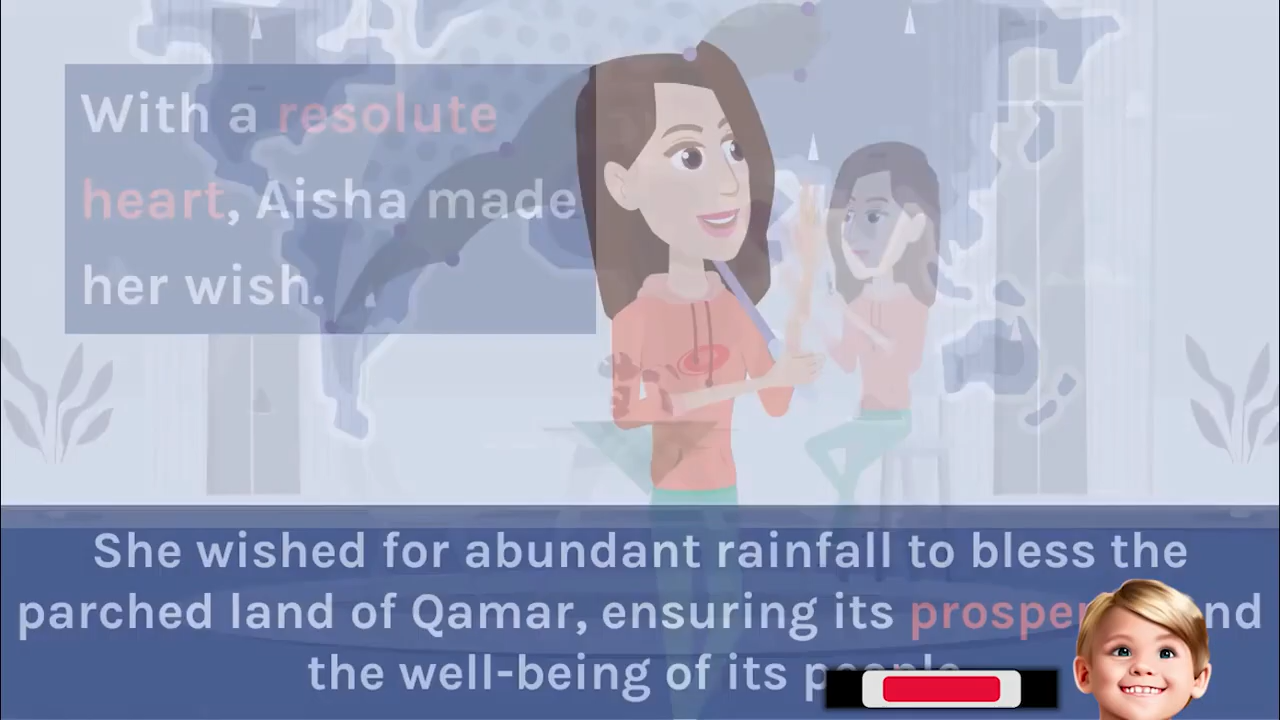 With a resolute
heart, Aisha made
her wish.
She wished for abundant rainfall to bless the
parched land of Qamar, ensuring its
the well-being of its